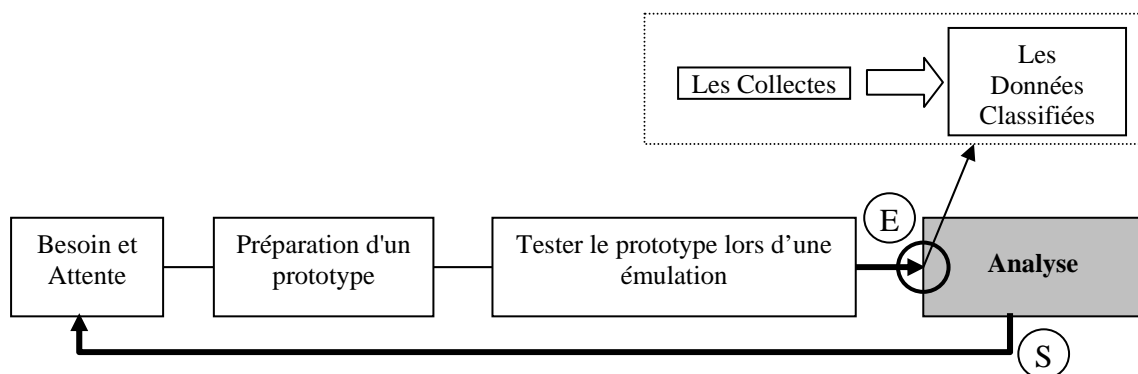 Les Collectes
Les
Données
Classifiées
E
Besoin et
Attente
Préparation d'un
prototype
Tester le prototype lors d’une
émulation
Analyse
S